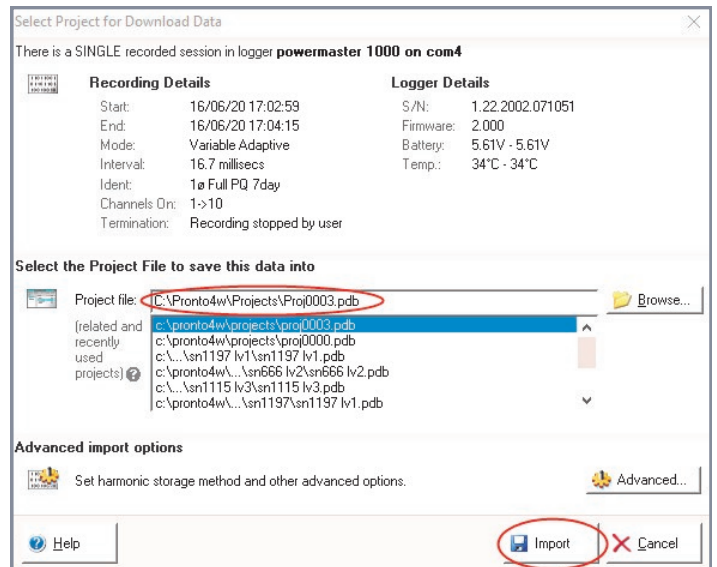 Select Project for Download Data
There is a SINGLE recorded session in logger powermaster 1000 on com4
Recording Details
Start: 16/06/20 17:02:59
End: 16/06/20 17:04:15
Mode: Variable Adaptive
Interval: 16.7 millisecs
Ident: 1ø Full PQ 7day
Channels On: 1->10
Termination: Recording stopped by user
Logger Details
S/N: 1.22.2002.071051
Firmware: 2.000
Battery: 5.61V - 5.61V
Temp.: 34°C - 34°C
Select the Project File to save this data into
Project file: C:\Pronto4w\Projects\Proj0003.pdb
Browse...
(related and
recently
used
projects)
c:\pronto4w\projects\proj0003.pdb
c:\pronto4w\projects\proj0000.pdb
c:\...\sn1197 lv1\sn1197 lv1.pdb
c:\pronto4w\...\sn666 lv2\sn666 lv2.pdb
c:\...\sn1115 lv3\sn1115 lv3.pdb
c:\pronto4w\...\sn1197\sn1197 lv1.pdb
Advanced import options
Set harmonic storage method and other advanced options.
Advanced...
Help
Import
Cancel